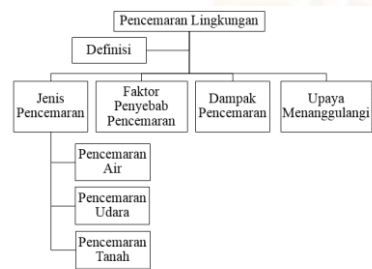 Pencemaran Lingkungan
Definisi
Jenis
Pencemaran
Faktor
Penyebab
Pencemaran
Dampak
Pencemaran
Upaya
Menanggulangi
Pencemaran
Air
Pencemaran
Udara
Pencemaran
Tanah